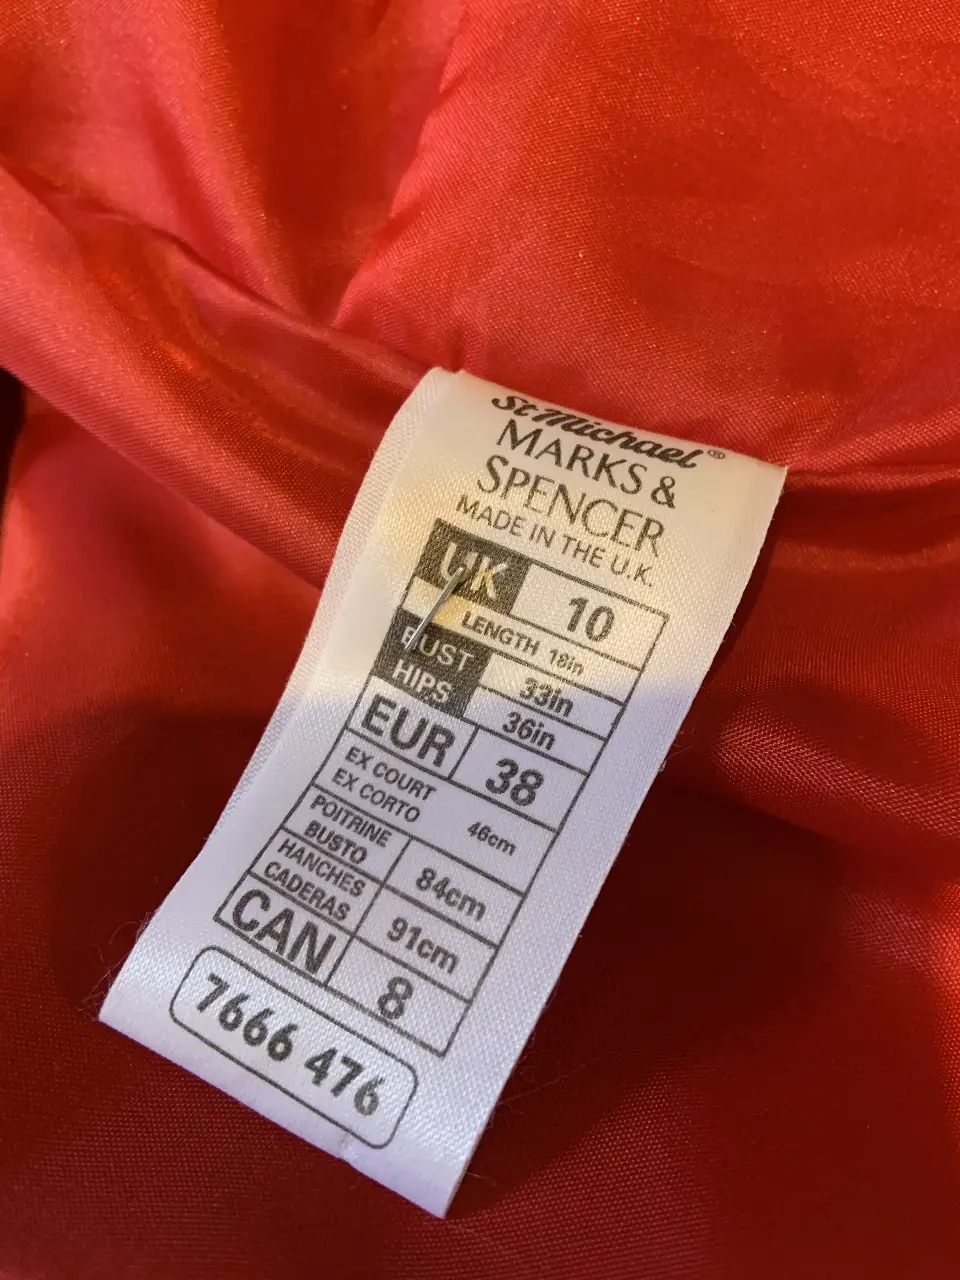 St Michael®
MARKS &
SPENCER
MADE IN THE U.K.
UK 10
LENGTH 18in
BUST 33in
HIPS 36in
EUR 38
EX COURT
EX CORTO 46cm
POITRINE
BUSTO 84cm
HANCHES
CADERAS 91cm
CAN 8
7666 476